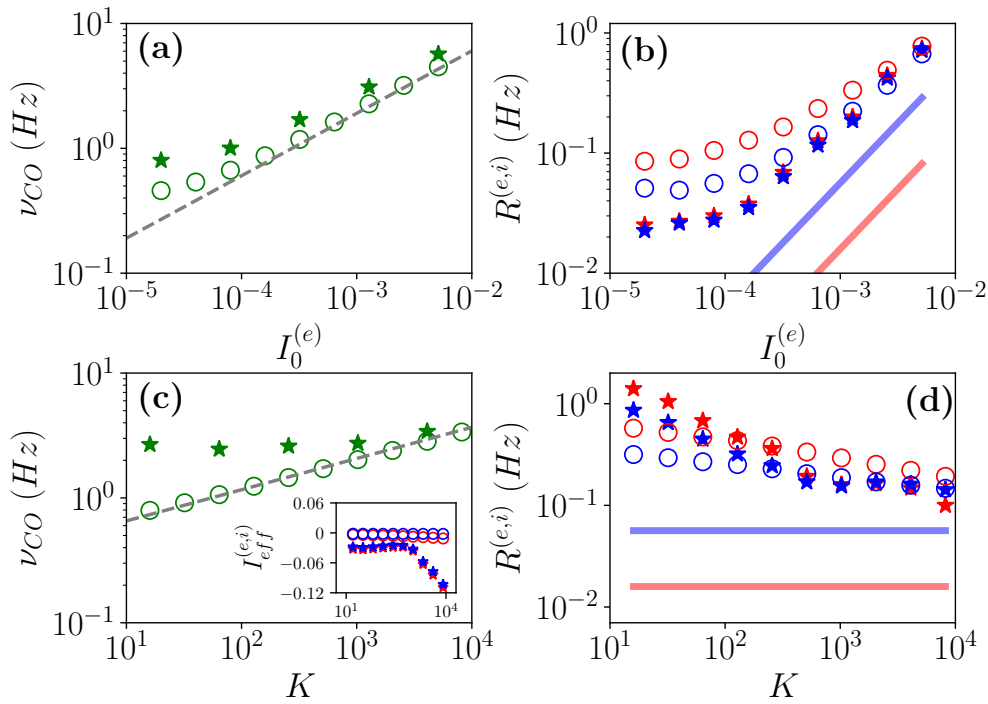 (a)
ν_CO (Hz)
10^1
10^0
10^−1
10^−5 10^−4 10^−3 10^−2
I_0^(e)
(b)
R^(e,i) (Hz)
10^0
10^−1
10^−2
10^−5 10^−4 10^−3 10^−2
I_0^(e)
(c)
ν_CO (Hz)
10^1
10^0
10^−1
10^1 10^2 10^3 10^4
K
I_eff^(e,i)
0.06
0.00
−0.06
−0.12
10^1 10^4
(d)
R^(e,i) (Hz)
10^0
10^−1
10^−2
10^1 10^2 10^3 10^4
K